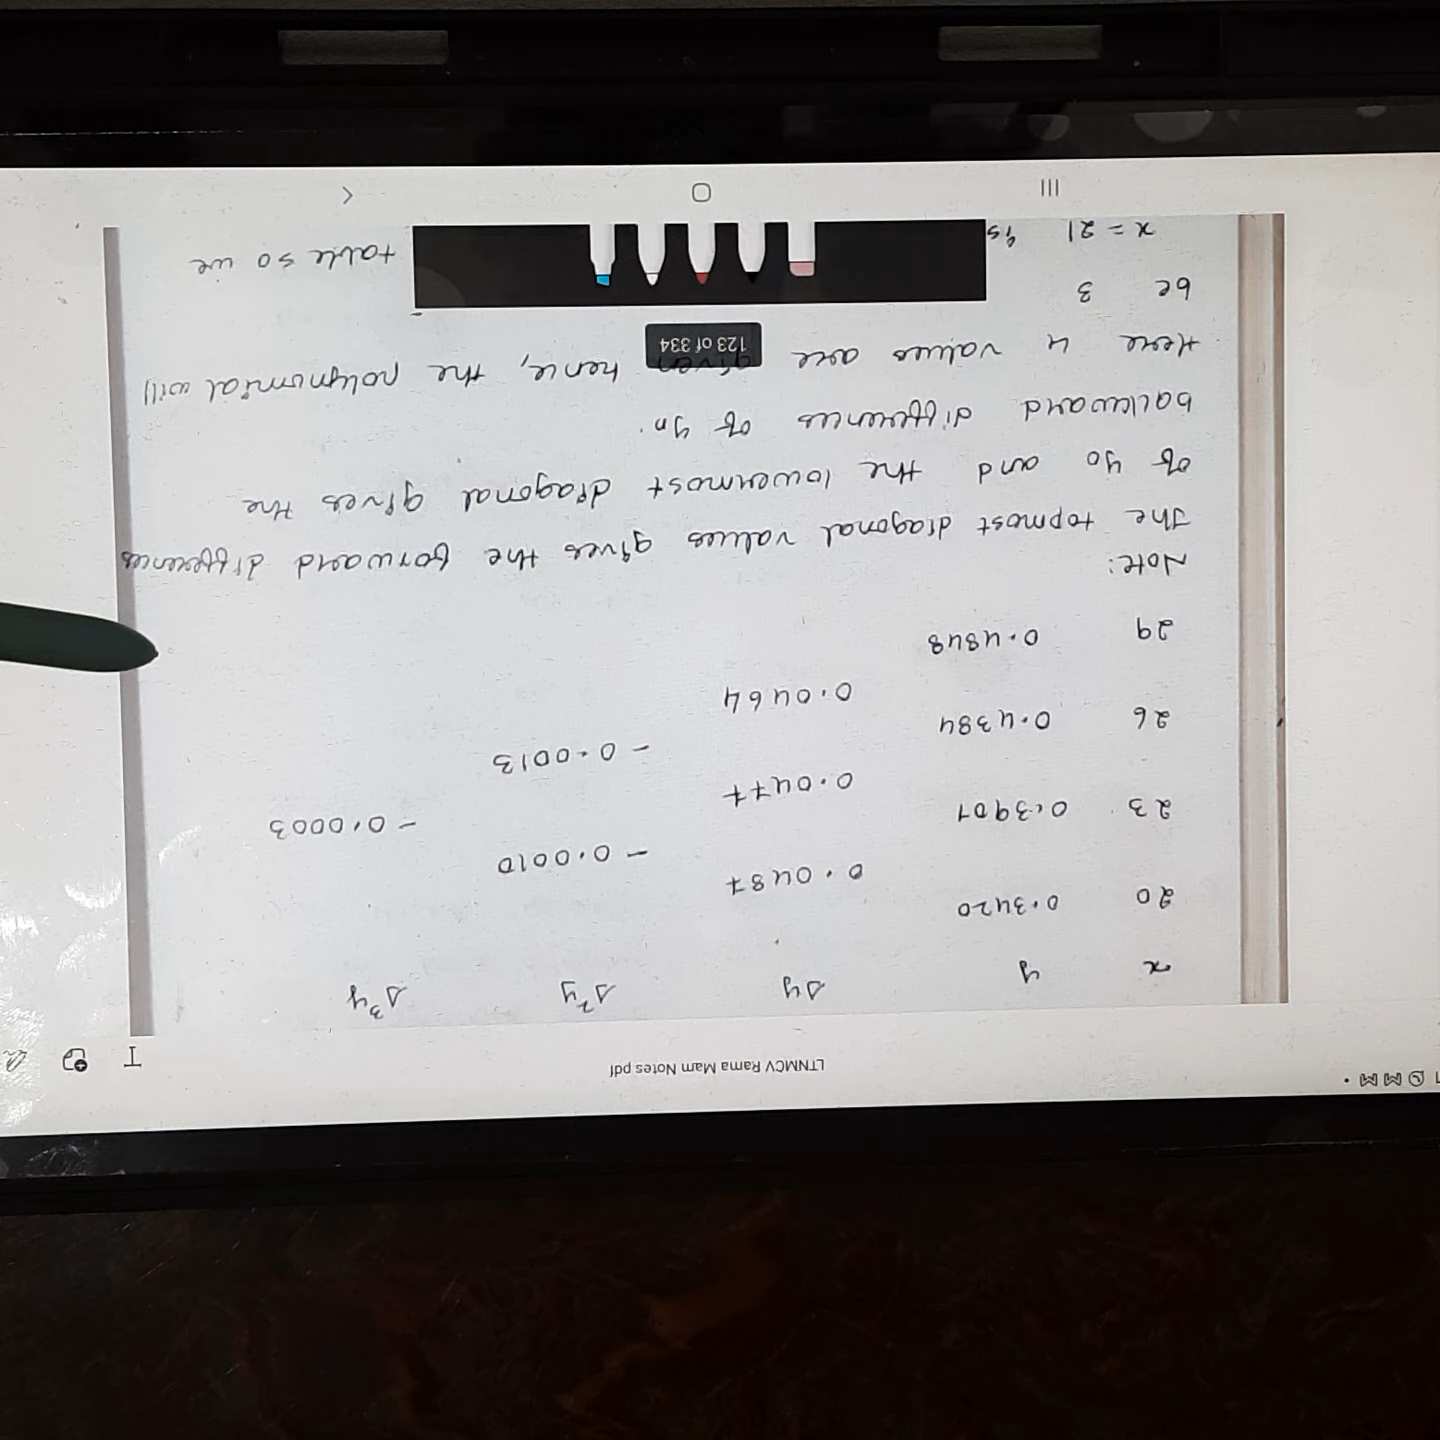 LTNMCV Rama Mam Notes pdf
T
x y Δy Δ²y Δ³y
20 0.3420
0.0487
23 0.3907 -0.0010
0.0477 -0.0003
26 0.4384 -0.0013
0.0464
29 0.4848
Note:
The topmost diagonal values gives the forward differences
of y0 and the lowermost diagonal gives the
backward differences of yn.
Here 4 values are given hence, the polynomial will
123 of 334
be 3
x = 21 is table so we